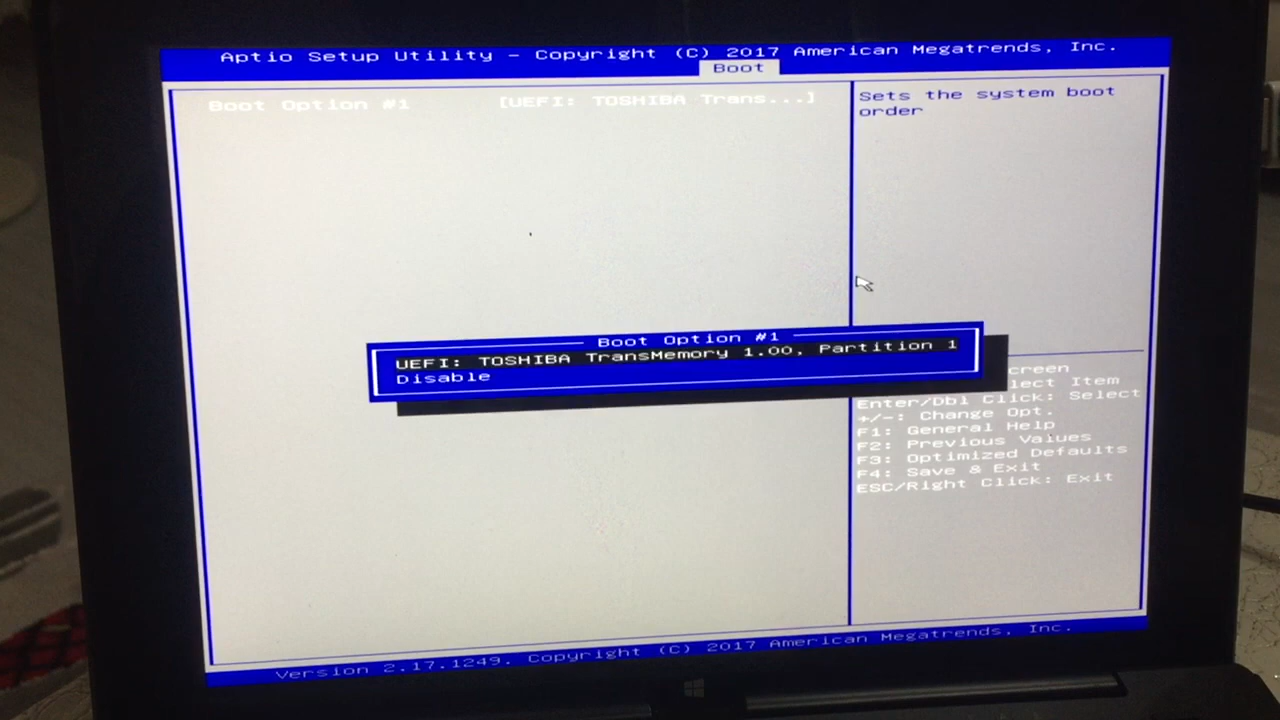 Aptio Setup Utility – Copyright (C) 2017 American Megatrends, Inc.
Boot
Boot Option #1 [UEFI: TOSHIBA Trans...]
Sets the system boot
order
Boot Option #1
UEFI: TOSHIBA TransMemory 1.00, Partition 1
Disable
creen
lect Item
Enter/Dbl Click: Select
+/-: Change Opt.
F1: General Help
F2: Previous Values
F3: Optimized Defaults
F4: Save & Exit
ESC/Right Click: Exit
Version 2.17.1249. Copyright (C) 2017 American Megatrends, Inc.